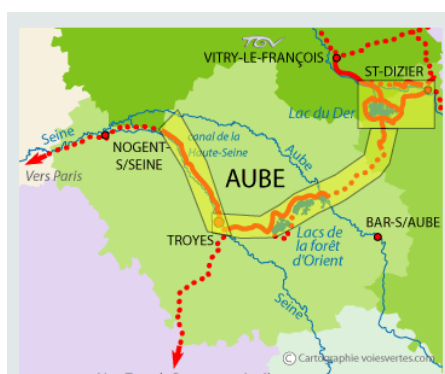 TGV
VITRY-LE-FRANÇOIS
ST-DIZIER
Lac du Der
Seine
NOGENT-
S/SEINE
canal de la
Haute-Seine
Aube
Vers Paris
AUBE
TROYES
Lacs de
la forêt
d'Orient
BAR-S/AUBE
Seine
© Cartographie voiesvertes.com